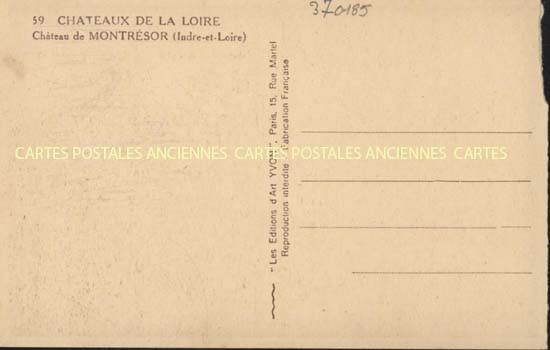 59 CHATEAUX DE LA LOIRE
Château de MONTRÉSOR (Indre-et-Loire)
370185
"Les Editions d'Art YVON", Paris, 15, Rue Martel
Reproduction interdite Fabrication Française
CARTES POSTALES ANCIENNES CARTES POSTALES ANCIENNES CARTES